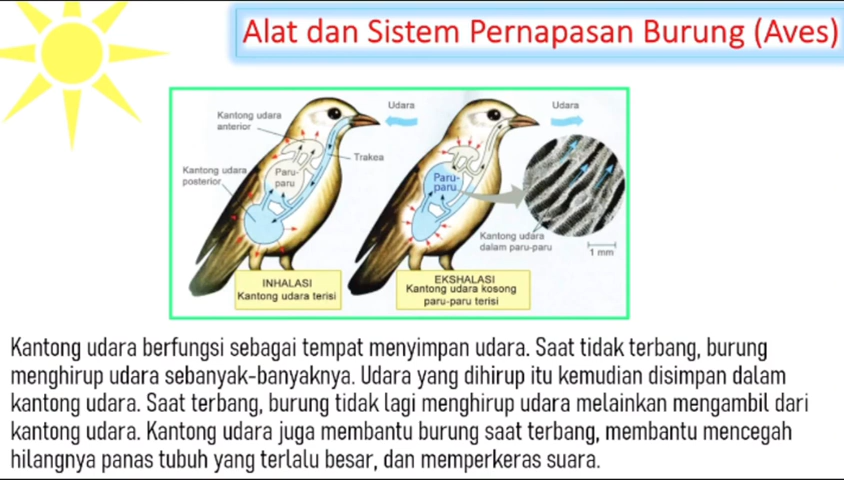 Alat dan Sistem Pernapasan Burung (Aves)
Kantong udara
anterior
Udara
Udara
Trakea
Kantong udara
posterior
Paru-
paru
Paru-
paru
Kantong udara
dalam paru-paru
1 mm
INHALASI
Kantong udara terisi
EKSHALASI
Kantong udara kosong
paru-paru terisi
Kantong udara berfungsi sebagai tempat menyimpan udara. Saat tidak terbang, burung
menghirup udara sebanyak-banyaknya. Udara yang dihirup itu kemudian disimpan dalam
kantong udara. Saat terbang, burung tidak lagi menghirup udara melainkan mengambil dari
kantong udara. Kantong udara juga membantu burung saat terbang, membantu mencegah
hilangnya panas tubuh yang terlalu besar, dan memperkeras suara.